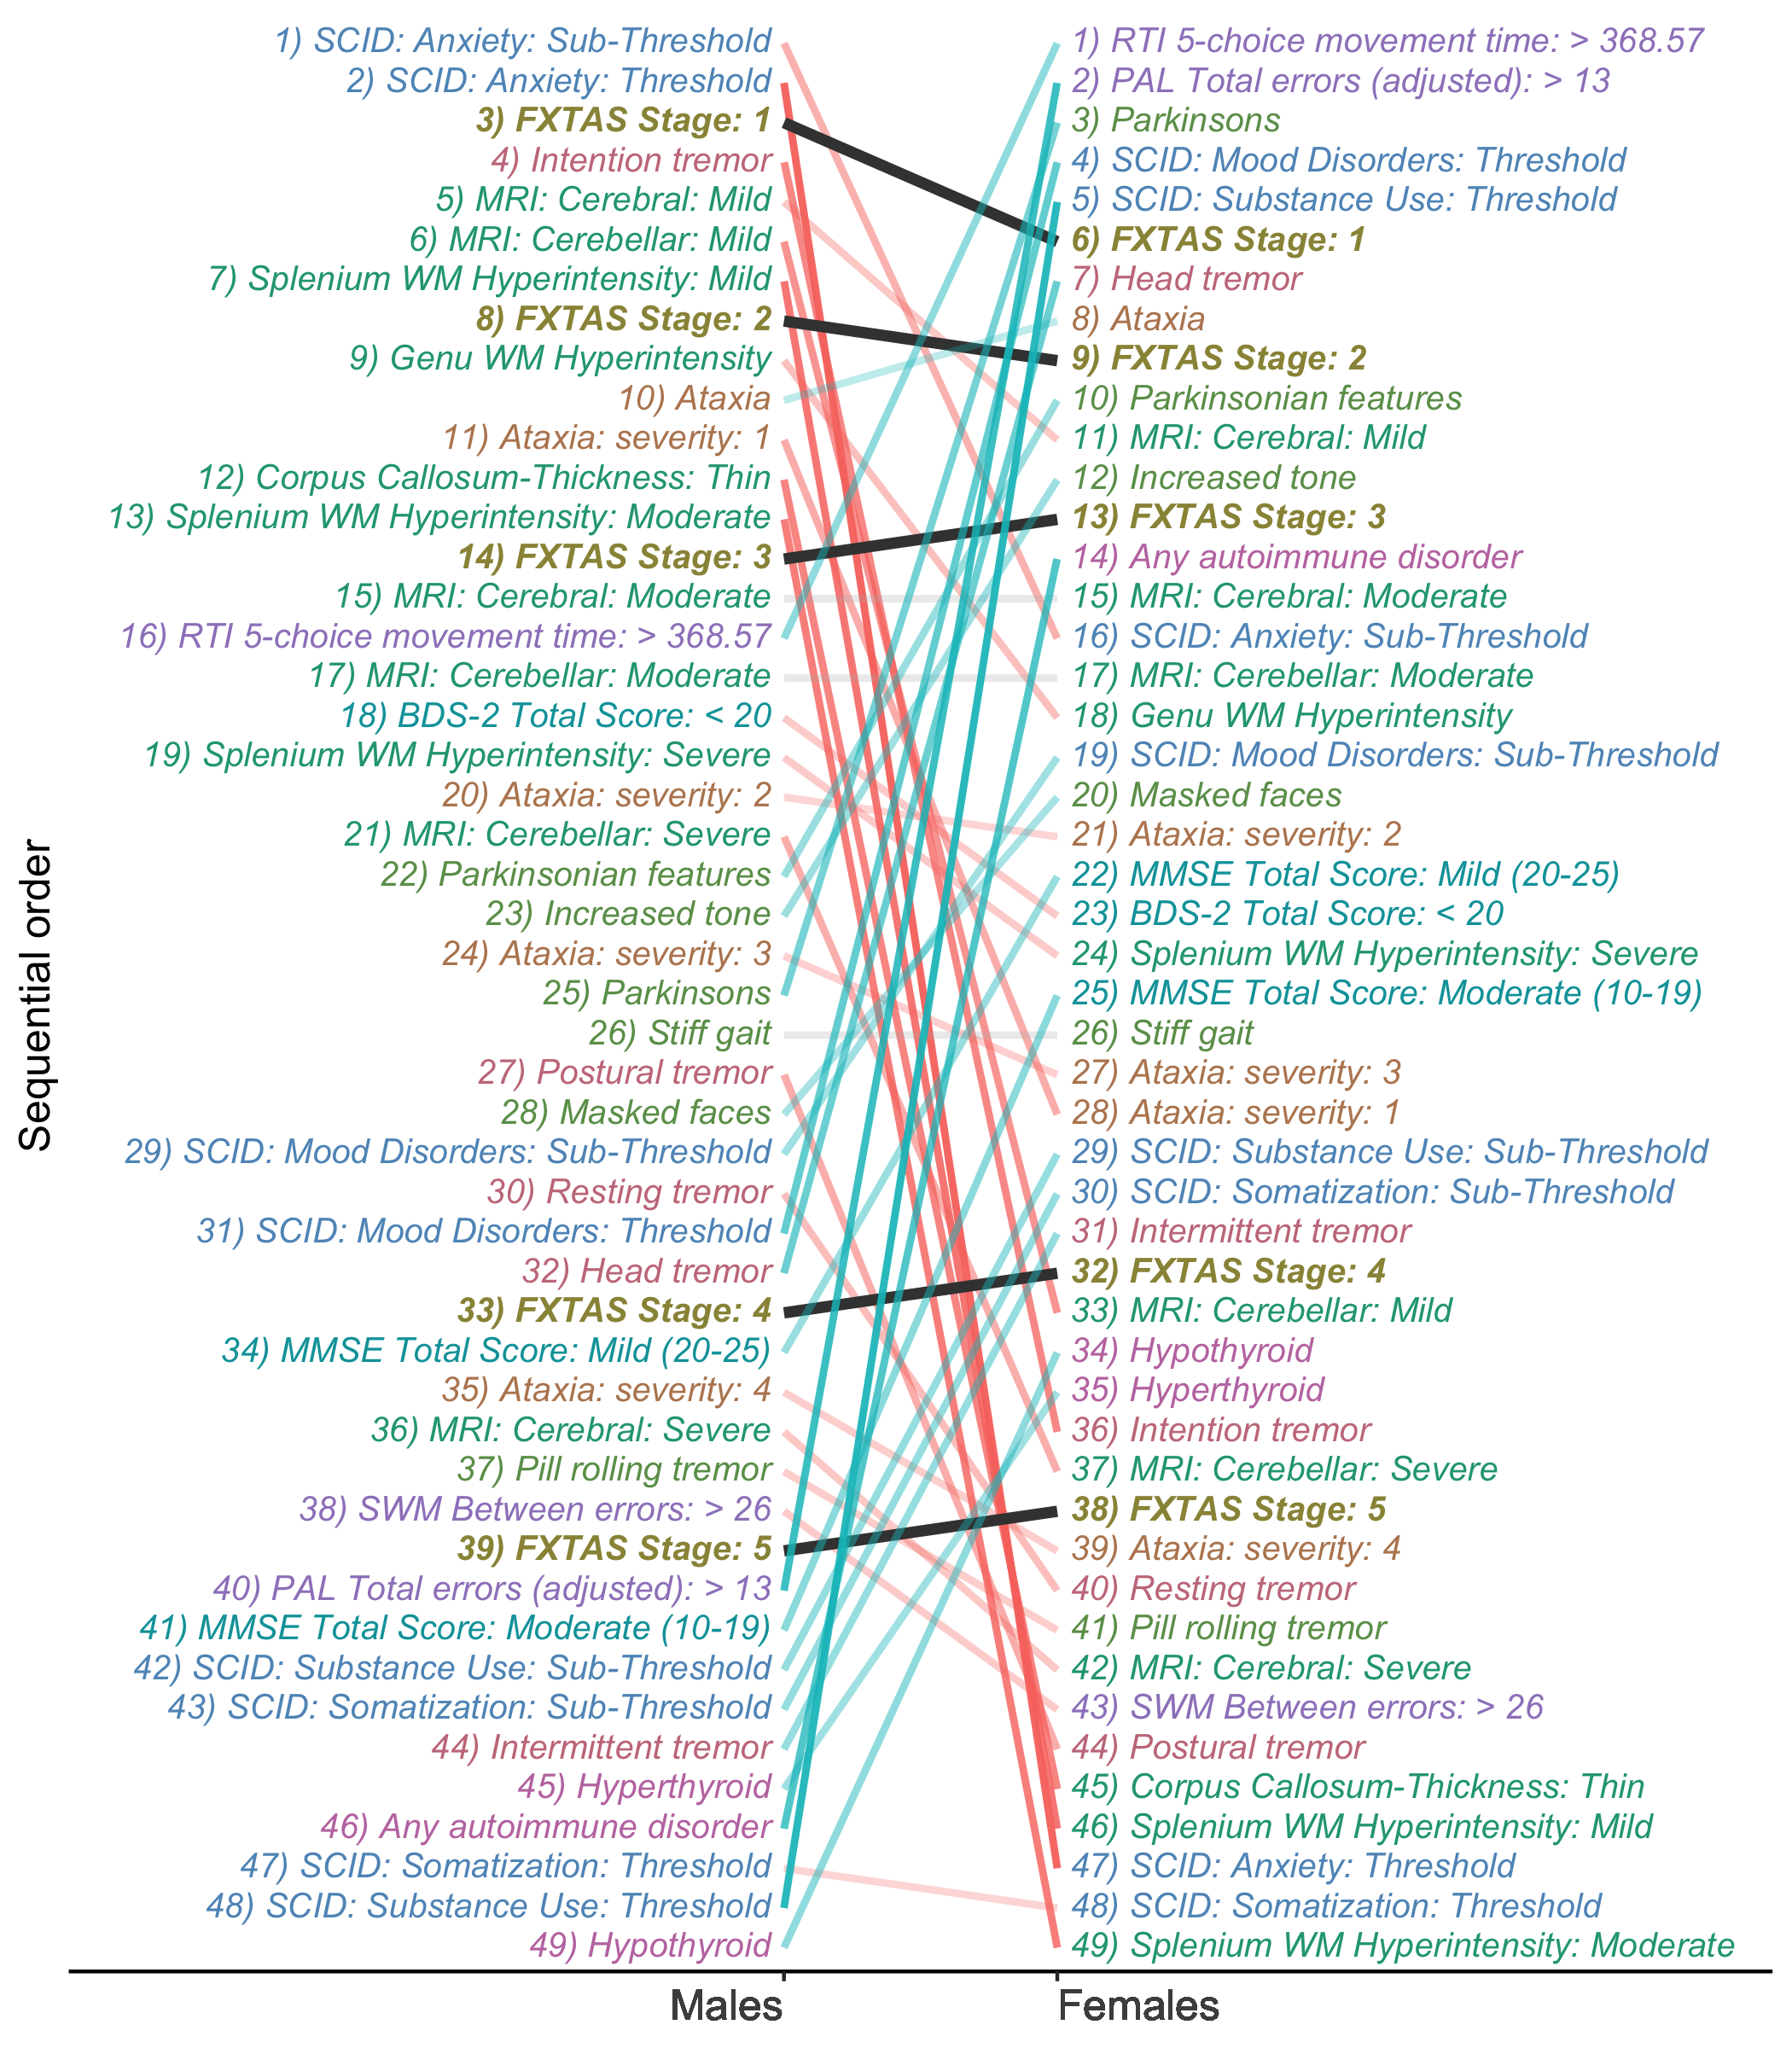 Sequential order
1) SCID: Anxiety: Sub-Threshold
2) SCID: Anxiety: Threshold
3) FXTAS Stage: 1
4) Intention tremor
5) MRI: Cerebral: Mild
6) MRI: Cerebellar: Mild
7) Splenium WM Hyperintensity: Mild
8) FXTAS Stage: 2
9) Genu WM Hyperintensity
10) Ataxia
11) Ataxia: severity: 1
12) Corpus Callosum-Thickness: Thin
13) Splenium WM Hyperintensity: Moderate
14) FXTAS Stage: 3
15) MRI: Cerebral: Moderate
16) RTI 5-choice movement time: > 368.57
17) MRI: Cerebellar: Moderate
18) BDS-2 Total Score: < 20
19) Splenium WM Hyperintensity: Severe
20) Ataxia: severity: 2
21) MRI: Cerebellar: Severe
22) Parkinsonian features
23) Increased tone
24) Ataxia: severity: 3
25) Parkinsons
26) Stiff gait
27) Postural tremor
28) Masked faces
29) SCID: Mood Disorders: Sub-Threshold
30) Resting tremor
31) SCID: Mood Disorders: Threshold
32) Head tremor
33) FXTAS Stage: 4
34) MMSE Total Score: Mild (20-25)
35) Ataxia: severity: 4
36) MRI: Cerebral: Severe
37) Pill rolling tremor
38) SWM Between errors: > 26
39) FXTAS Stage: 5
40) PAL Total errors (adjusted): > 13
41) MMSE Total Score: Moderate (10-19)
42) SCID: Substance Use: Sub-Threshold
43) SCID: Somatization: Sub-Threshold
44) Intermittent tremor
45) Hyperthyroid
46) Any autoimmune disorder
47) SCID: Somatization: Threshold
48) SCID: Substance Use: Threshold
49) Hypothyroid
1) RTI 5-choice movement time: > 368.57
2) PAL Total errors (adjusted): > 13
3) Parkinsons
4) SCID: Mood Disorders: Threshold
5) SCID: Substance Use: Threshold
6) FXTAS Stage: 1
7) Head tremor
8) Ataxia
9) FXTAS Stage: 2
10) Parkinsonian features
11) MRI: Cerebral: Mild
12) Increased tone
13) FXTAS Stage: 3
14) Any autoimmune disorder
15) MRI: Cerebral: Moderate
16) SCID: Anxiety: Sub-Threshold
17) MRI: Cerebellar: Moderate
18) Genu WM Hyperintensity
19) SCID: Mood Disorders: Sub-Threshold
20) Masked faces
21) Ataxia: severity: 2
22) MMSE Total Score: Mild (20-25)
23) BDS-2 Total Score: < 20
24) Splenium WM Hyperintensity: Severe
25) MMSE Total Score: Moderate (10-19)
26) Stiff gait
27) Ataxia: severity: 3
28) Ataxia: severity: 1
29) SCID: Substance Use: Sub-Threshold
30) SCID: Somatization: Sub-Threshold
31) Intermittent tremor
32) FXTAS Stage: 4
33) MRI: Cerebellar: Mild
34) Hypothyroid
35) Hyperthyroid
36) Intention tremor
37) MRI: Cerebellar: Severe
38) FXTAS Stage: 5
39) Ataxia: severity: 4
40) Resting tremor
41) Pill rolling tremor
42) MRI: Cerebral: Severe
43) SWM Between errors: > 26
44) Postural tremor
45) Corpus Callosum-Thickness: Thin
46) Splenium WM Hyperintensity: Mild
47) SCID: Anxiety: Threshold
48) SCID: Somatization: Threshold
49) Splenium WM Hyperintensity: Moderate
Males
Females